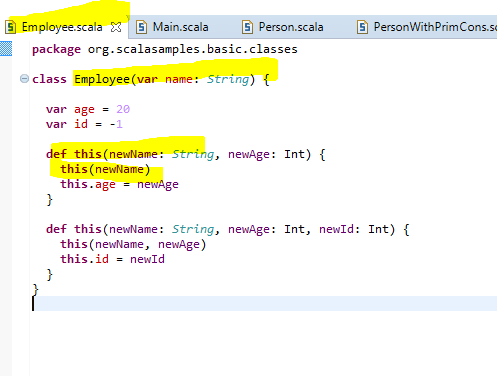 Employee.scala Main.scala Person.scala PersonWithPrimCons.sc
package org.scalasamples.basic.classes
class Employee(var name: String) {
var age = 20
var id = -1
def this(newName: String, newAge: Int) {
this(newName)
this.age = newAge
}
def this(newName: String, newAge: Int, newId: Int) {
this(newName, newAge)
this.id = newId
}
}